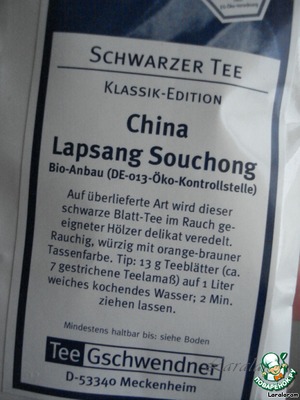 SCHWARZER TEE
KLASSIK-EDITION
China
Lapsang Souchong
Bio-Anbau (DE-013-Öko-Kontrollstelle)
Auf überlieferte Art wird dieser
schwarze Blatt-Tee im Rauch ge-
eigneter Hölzer delikat veredelt.
Rauchig, würzig mit orange-brauner
Tassenfarbe. Tip: 13 g Teeblätter (ca.
7 gestrichene Teelamaß) auf 1 Liter
weiches kochendes Wasser; 2 Min.
ziehen lassen.
Mindestens haltbar bis: siehe Boden
TeeGschwendner
D-53340 Meckenheim
ПОВАРЕНОК.РУ
Laralaram